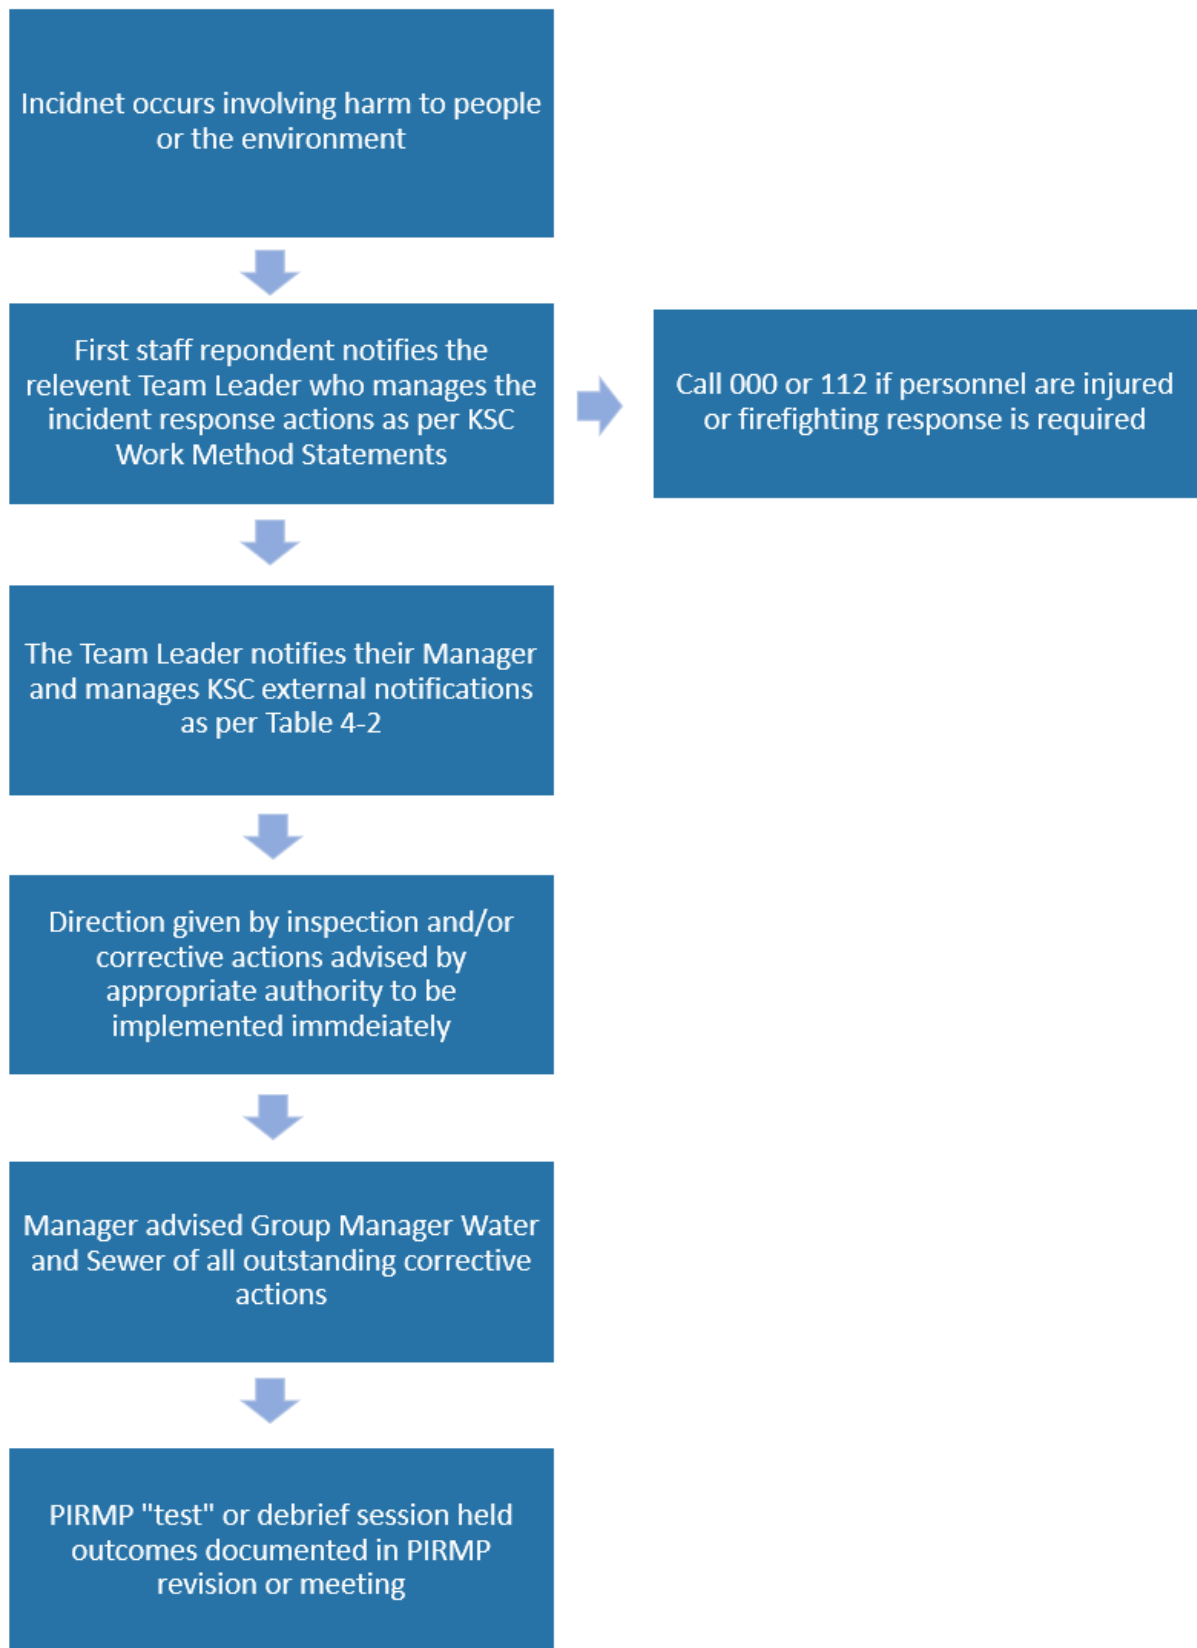 Incidnet occurs involving harm to people
or the environment
First staff repondent notifies the
relevent Team Leader who manages the
incident response actions as per KSC
Work Method Statements
Call 000 or 112 if personnel are injured
or firefighting response is required
The Team Leader notifies their Manager
and manages KSC external notifications
as per Table 4-2
Direction given by inspection and/or
corrective actions advised by
appropriate authority to be
implemented immdeiately
Manager advised Group Manager Water
and Sewer of all outstanding corrective
actions
PIRMP "test" or debrief session held
outcomes documented in PIRMP
revision or meeting